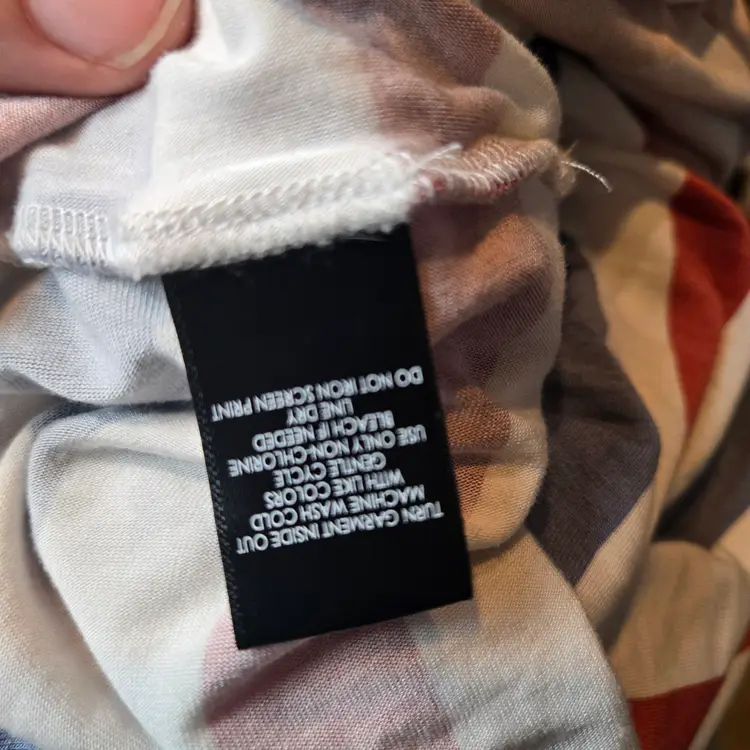 TURN GARMENT INSIDE OUT
MACHINE WASH COLD
WITH LIKE COLORS
GENTLE CYCLE
USE ONLY NON-CHLORINE
BLEACH IF NEEDED
LINE DRY
DO NOT IRON SCREEN PRINT